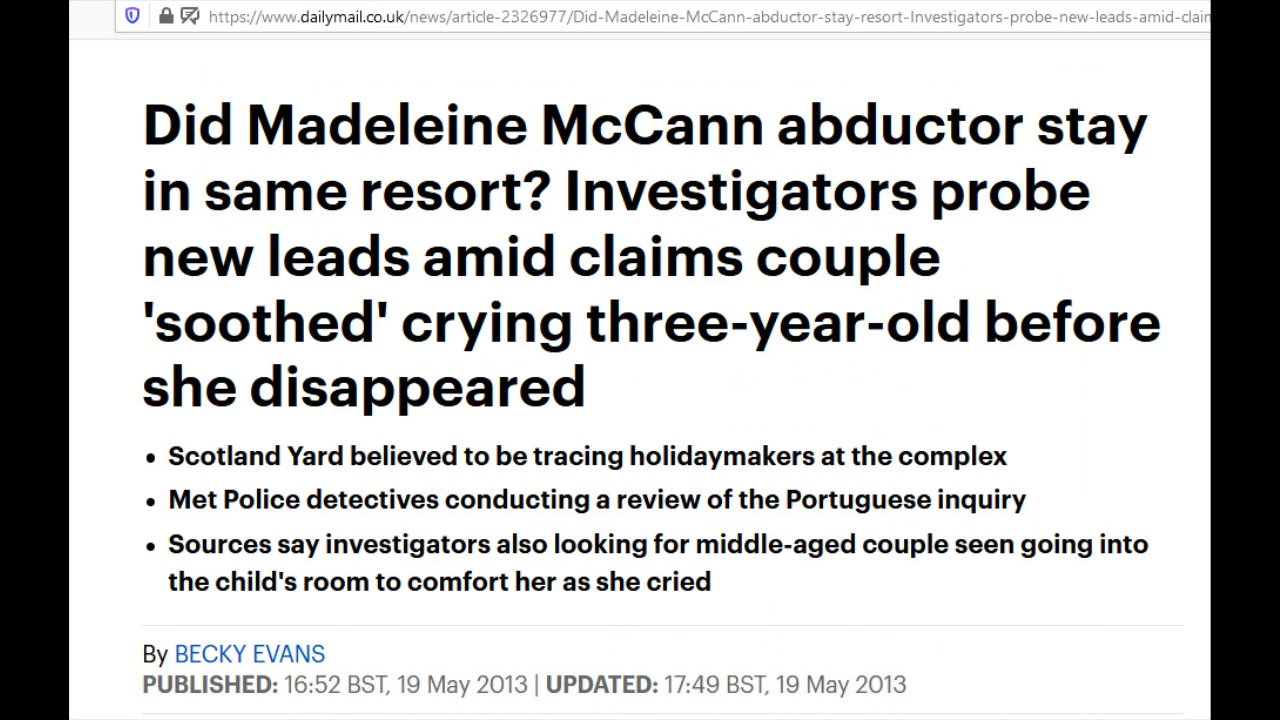 https://www.dailymail.co.uk/news/article-2326977/Did-Madeleine-McCann-abductor-stay-resort-Investigators-probe-new-leads-amid-clain
Did Madeleine McCann abductor stay
in same resort? Investigators probe
new leads amid claims couple
'soothed' crying three-year-old before
she disappeared
• Scotland Yard believed to be tracing holidaymakers at the complex
• Met Police detectives conducting a review of the Portuguese inquiry
• Sources say investigators also looking for middle-aged couple seen going into
the child's room to comfort her as she cried
By BECKY EVANS
PUBLISHED: 16:52 BST, 19 May 2013 | UPDATED: 17:49 BST, 19 May 2013